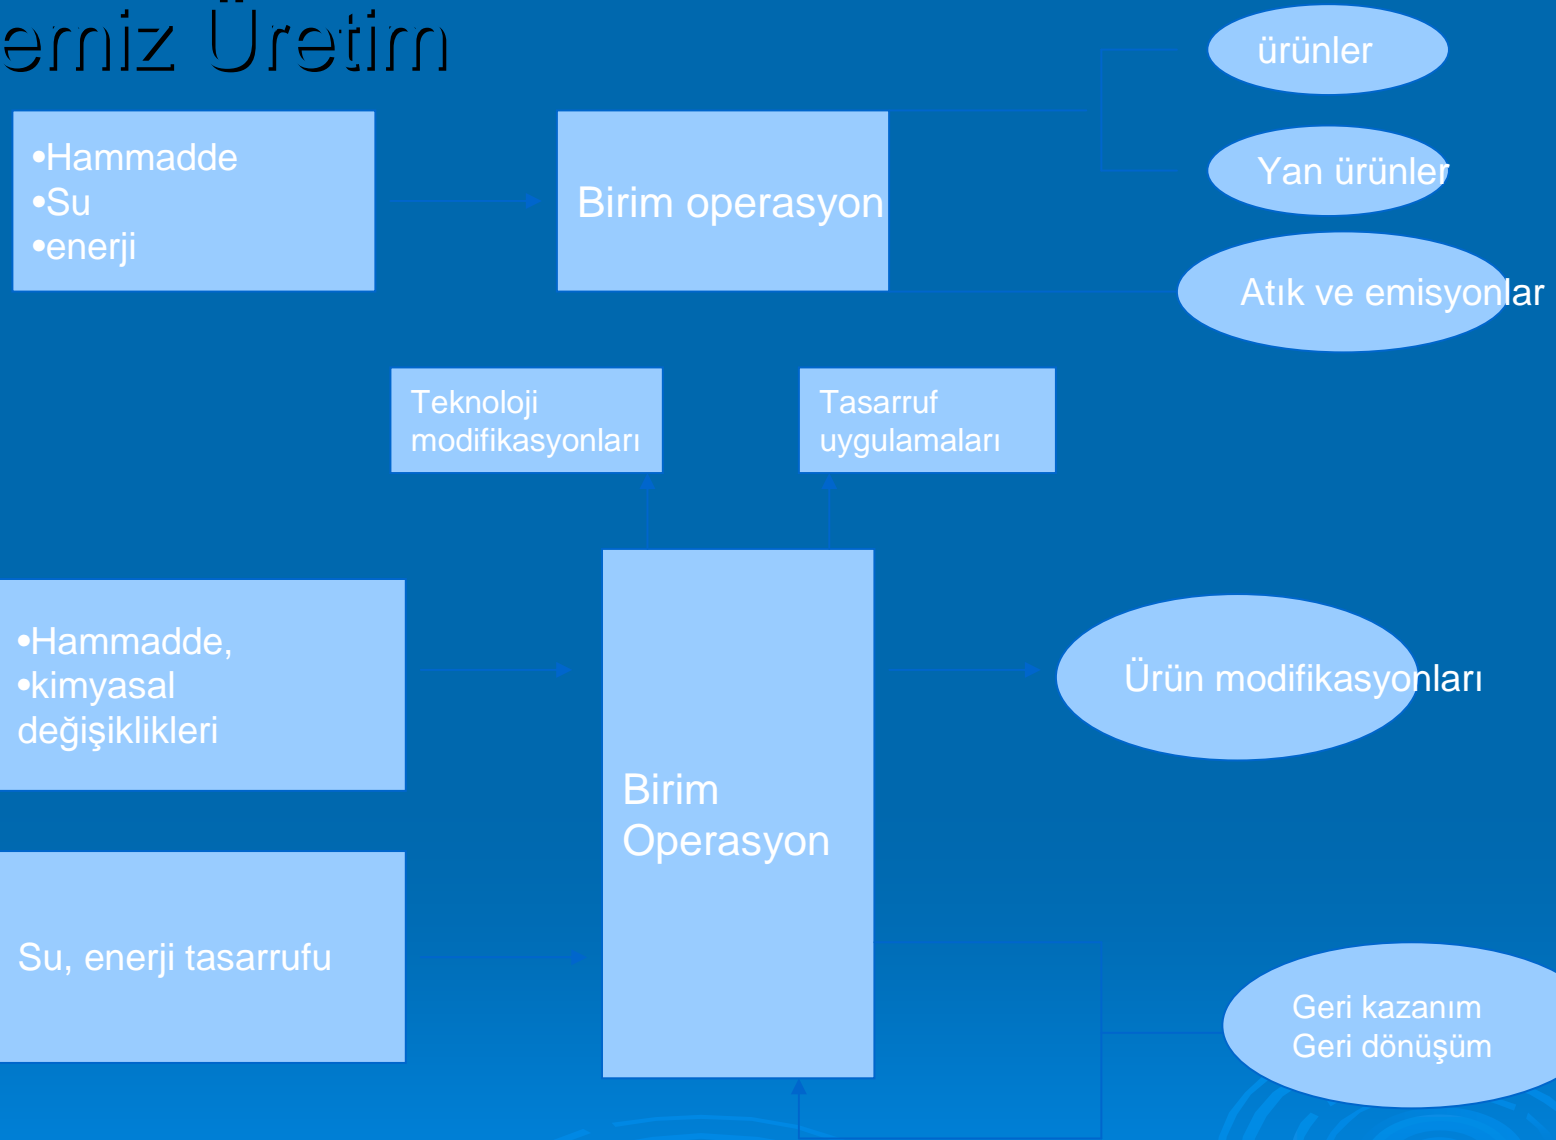 emiz Üretim
•Hammadde
•Su
•enerji
Birim operasyon
ürünler
Yan ürünler
Atık ve emisyonlar
Teknoloji
modifikasyonları
Tasarruf
uygulamaları
•Hammadde,
•kimyasal
değişiklikleri
Birim
Operasyon
Ürün modifikasyonları
Su, enerji tasarrufu
Geri kazanım
Geri dönüşüm